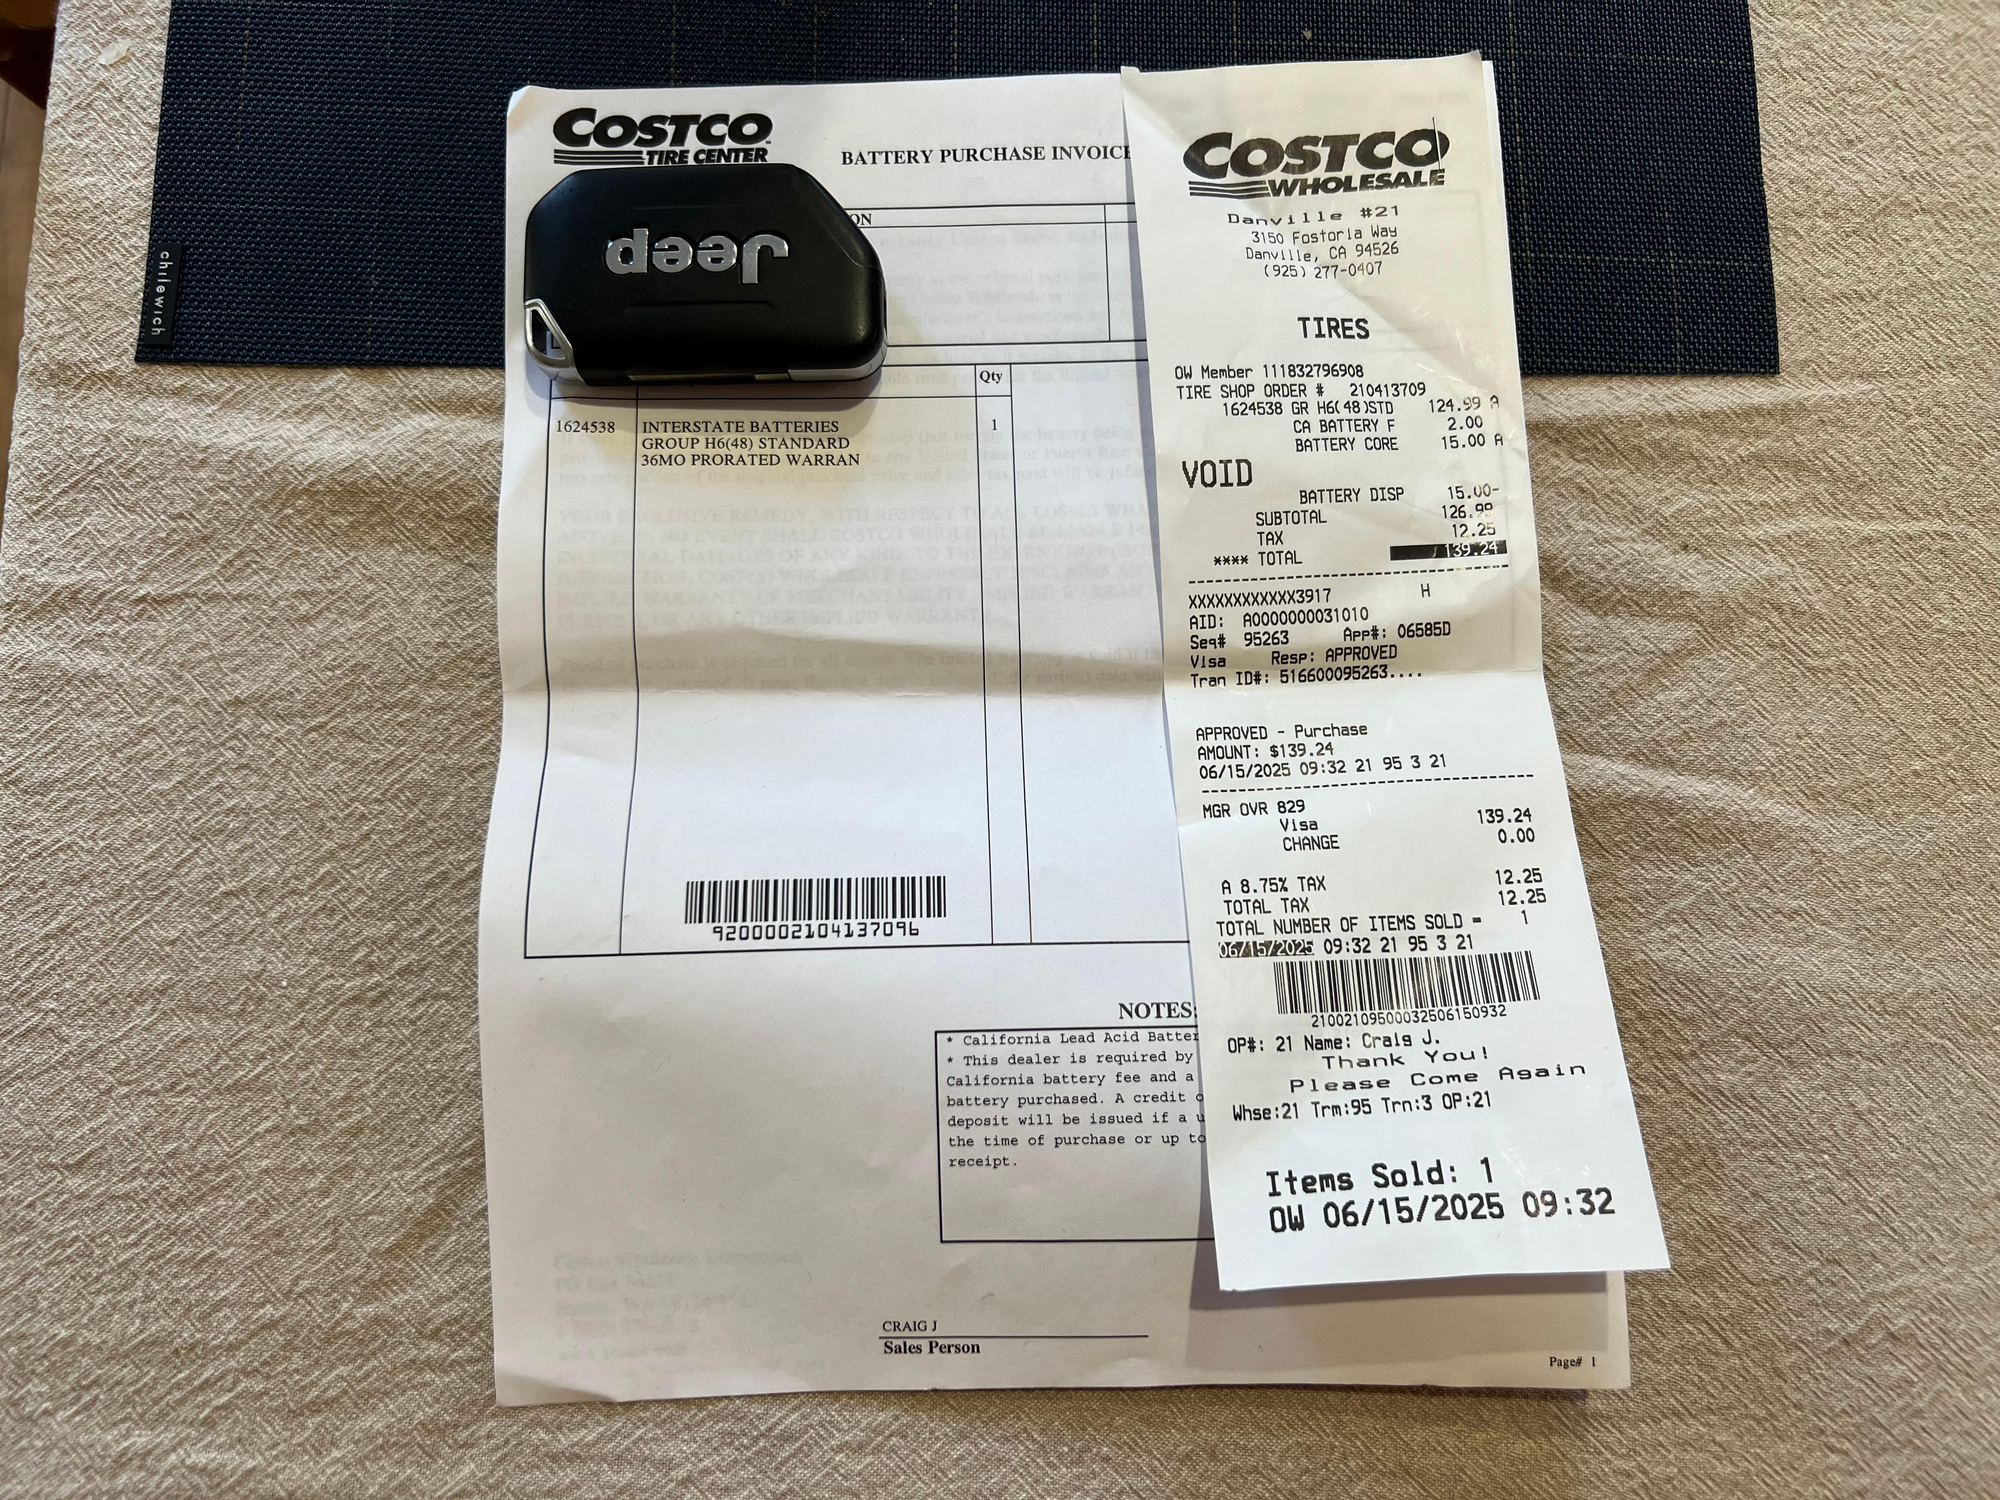 chilewich
COSTCO
TIRE CENTER
BATTERY PURCHASE INVOICE
Jeep
ON
Qty
1624538 INTERSTATE BATTERIES 1
GROUP H6(48) STANDARD
36MO PRORATED WARRAN
9200002104137096
NOTES:
* California Lead Acid Batter
* This dealer is required by
California battery fee and a
battery purchased. A credit o
deposit will be issued if a u
the time of purchase or up to
receipt.
CRAIG J
Sales Person
Page# 1
COSTCO
WHOLESALE
Danville #21
3150 Fostoria Way
Danville, CA 94526
(925) 277-0407
TIRES
OW Member 111832796908
TIRE SHOP ORDER # 210413709
1624538 GR H6(48)STD 124.99 A
CA BATTERY F 2.00
BATTERY CORE 15.00 A
VOID
BATTERY DISP 15.00-
SUBTOTAL 126.99
TAX 12.25
**** TOTAL 139.24
XXXXXXXXXXXX3917 H
AID: A0000000031010
Seq# 95263 App#: 06585D
Visa Resp: APPROVED
Tran ID#: 516600095263....
APPROVED - Purchase
AMOUNT: $139.24
06/15/2025 09:32 21 95 3 21
MGR OVR 829
Visa 139.24
CHANGE 0.00
A 8.75% TAX 12.25
TOTAL TAX 12.25
TOTAL NUMBER OF ITEMS SOLD = 1
06/15/2025 09:32 21 95 3 21
21002109500032506150932
OP#: 21 Name: Craig J.
Thank You!
Please Come Again
Whse:21 Trm:95 Trn:3 OP:21
Items Sold: 1
OW 06/15/2025 09:32